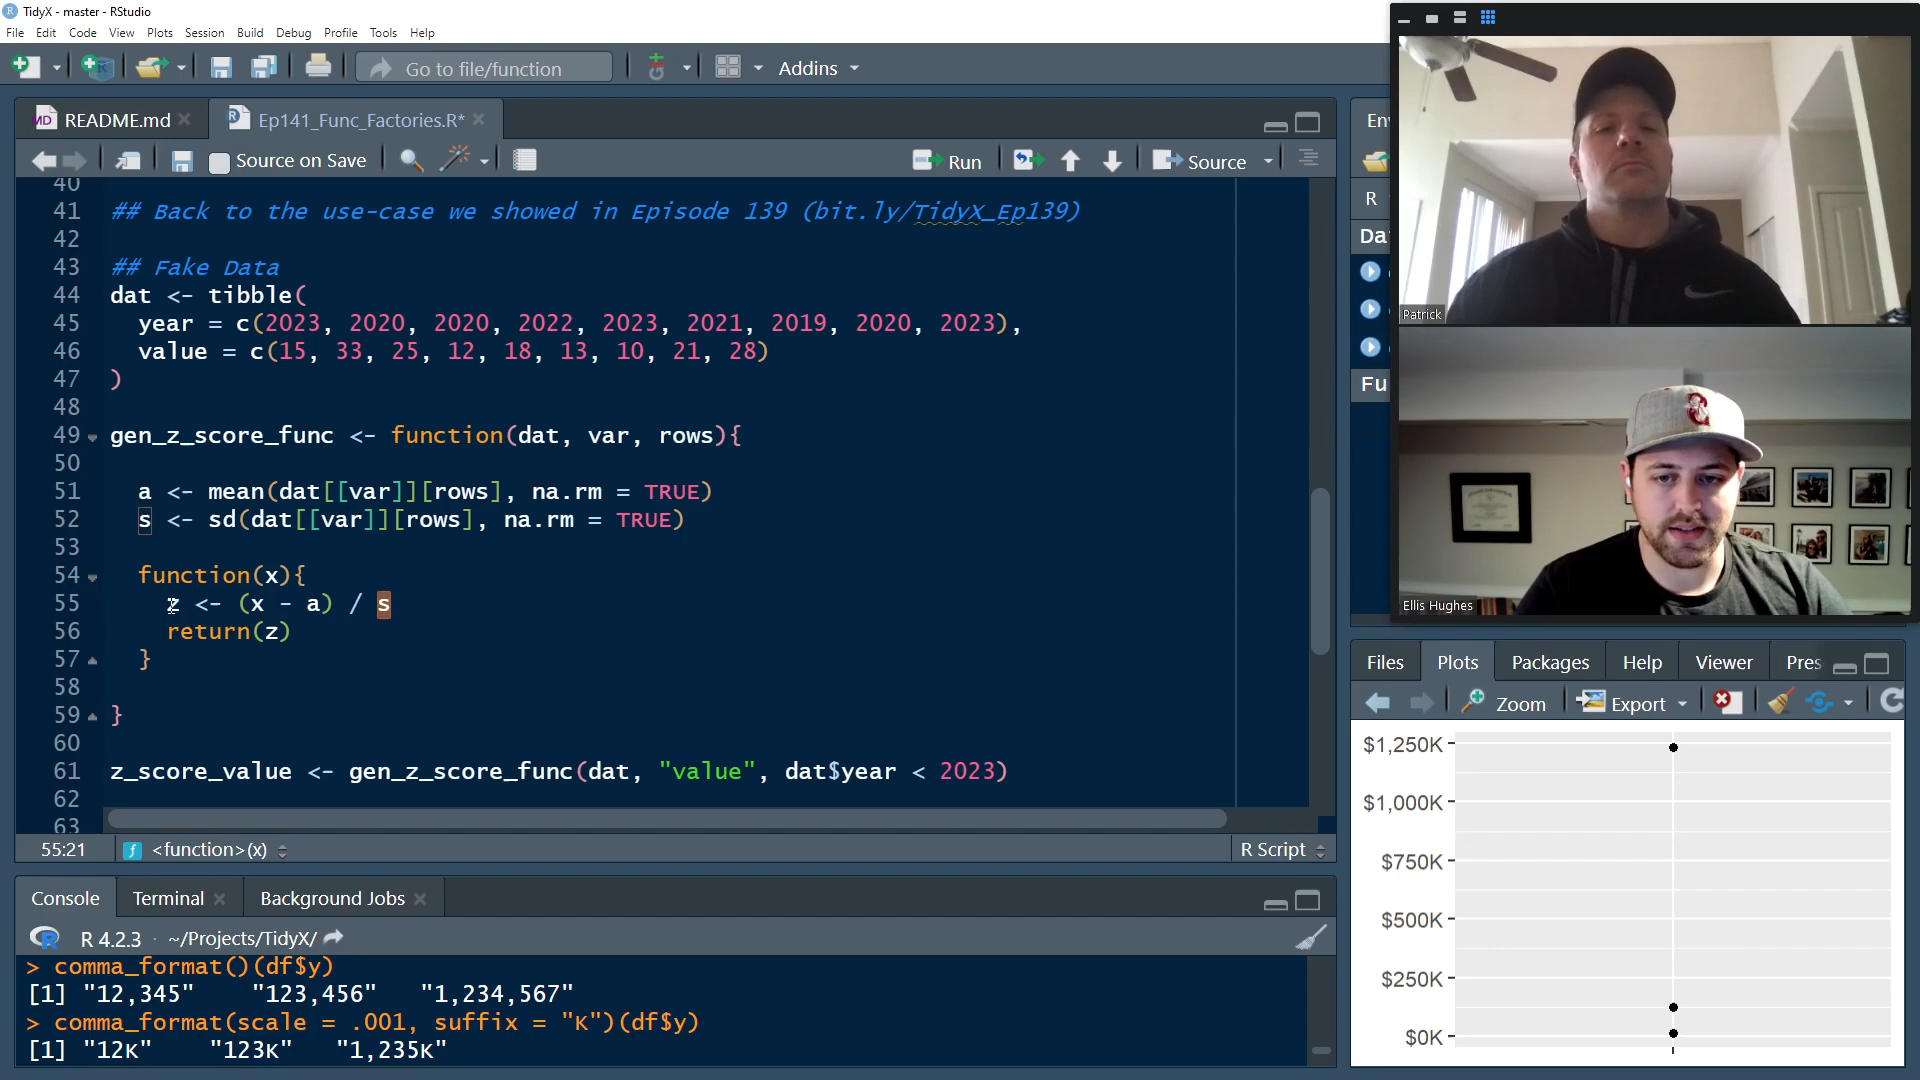 TidyX - master - RStudio
File Edit Code View Plots Session Build Debug Profile Tools Help
Go to file/function Addins
README.md Ep141_Func_Factories.R*
Source on Save Run Source
40
41 ## Back to the use-case we showed in Episode 139 (bit.ly/TidyX_Ep139)
42
43 ## Fake Data
44 dat <- tibble(
45 year = c(2023, 2020, 2020, 2022, 2023, 2021, 2019, 2020, 2023),
46 value = c(15, 33, 25, 12, 18, 13, 10, 21, 28)
47 )
48
49 gen_z_score_func <- function(dat, var, rows){
50
51 a <- mean(dat[[var]][rows], na.rm = TRUE)
52 s <- sd(dat[[var]][rows], na.rm = TRUE)
53
54 function(x){
55 z <- (x - a) / s
56 return(z)
57 }
58
59 }
60
61 z_score_value <- gen_z_score_func(dat, "value", dat$year < 2023)
62
63
55:21 <function>(x) R Script
Console Terminal Background Jobs
R 4.2.3 · ~/Projects/TidyX/
> comma_format()(df$y)
[1] "12,345" "123,456" "1,234,567"
> comma_format(scale = .001, suffix = "K")(df$y)
[1] "12K" "123K" "1,235K"
Env
R
Da
Fu
Patrick
Ellis Hughes
Files Plots Packages Help Viewer Pres
Zoom Export
$1,250K
$1,000K
$750K
$500K
$250K
$0K